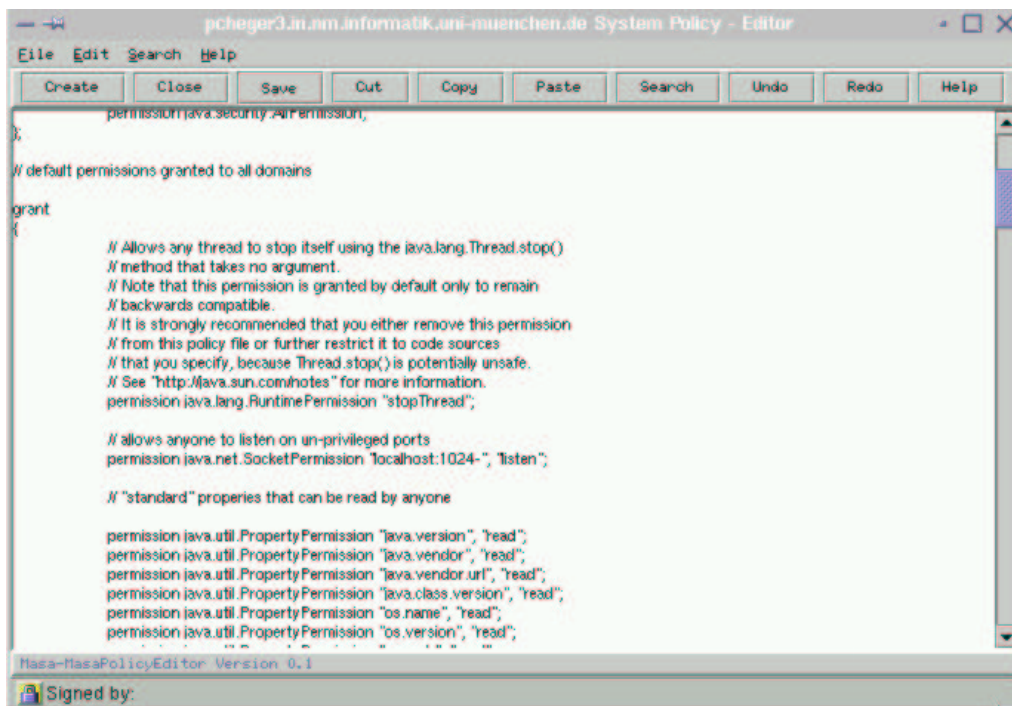 pcheger3.in.nm.informatik.uni-muenchen.de System Policy - Editor
File Edit Search Help
Create Close Save Cut Copy Paste Search Undo Redo Help
permission java.security.AllPermission;
};
// default permissions granted to all domains
grant
{
// Allows any thread to stop itself using the java.lang.Thread.stop()
// method that takes no argument.
// Note that this permission is granted by default only to remain
// backwards compatible.
// It is strongly recommended that you either remove this permission
// from this policy file or further restrict it to code sources
// that you specify, because Thread.stop() is potentially unsafe.
// See "http://java.sun.com/notes" for more information.
permission java.lang.RuntimePermission "stopThread";
// allows anyone to listen on un-privileged ports
permission java.net.SocketPermission "localhost:1024-", "listen";
// "standard" properies that can be read by anyone
permission java.util.PropertyPermission "java.version", "read";
permission java.util.PropertyPermission "java.vendor", "read";
permission java.util.PropertyPermission "java.vendor.url", "read";
permission java.util.PropertyPermission "java.class.version", "read";
permission java.util.PropertyPermission "os.name", "read";
permission java.util.PropertyPermission "os.version", "read";
Masa-MasaPolicyEditor Version 0.1
Signed by: